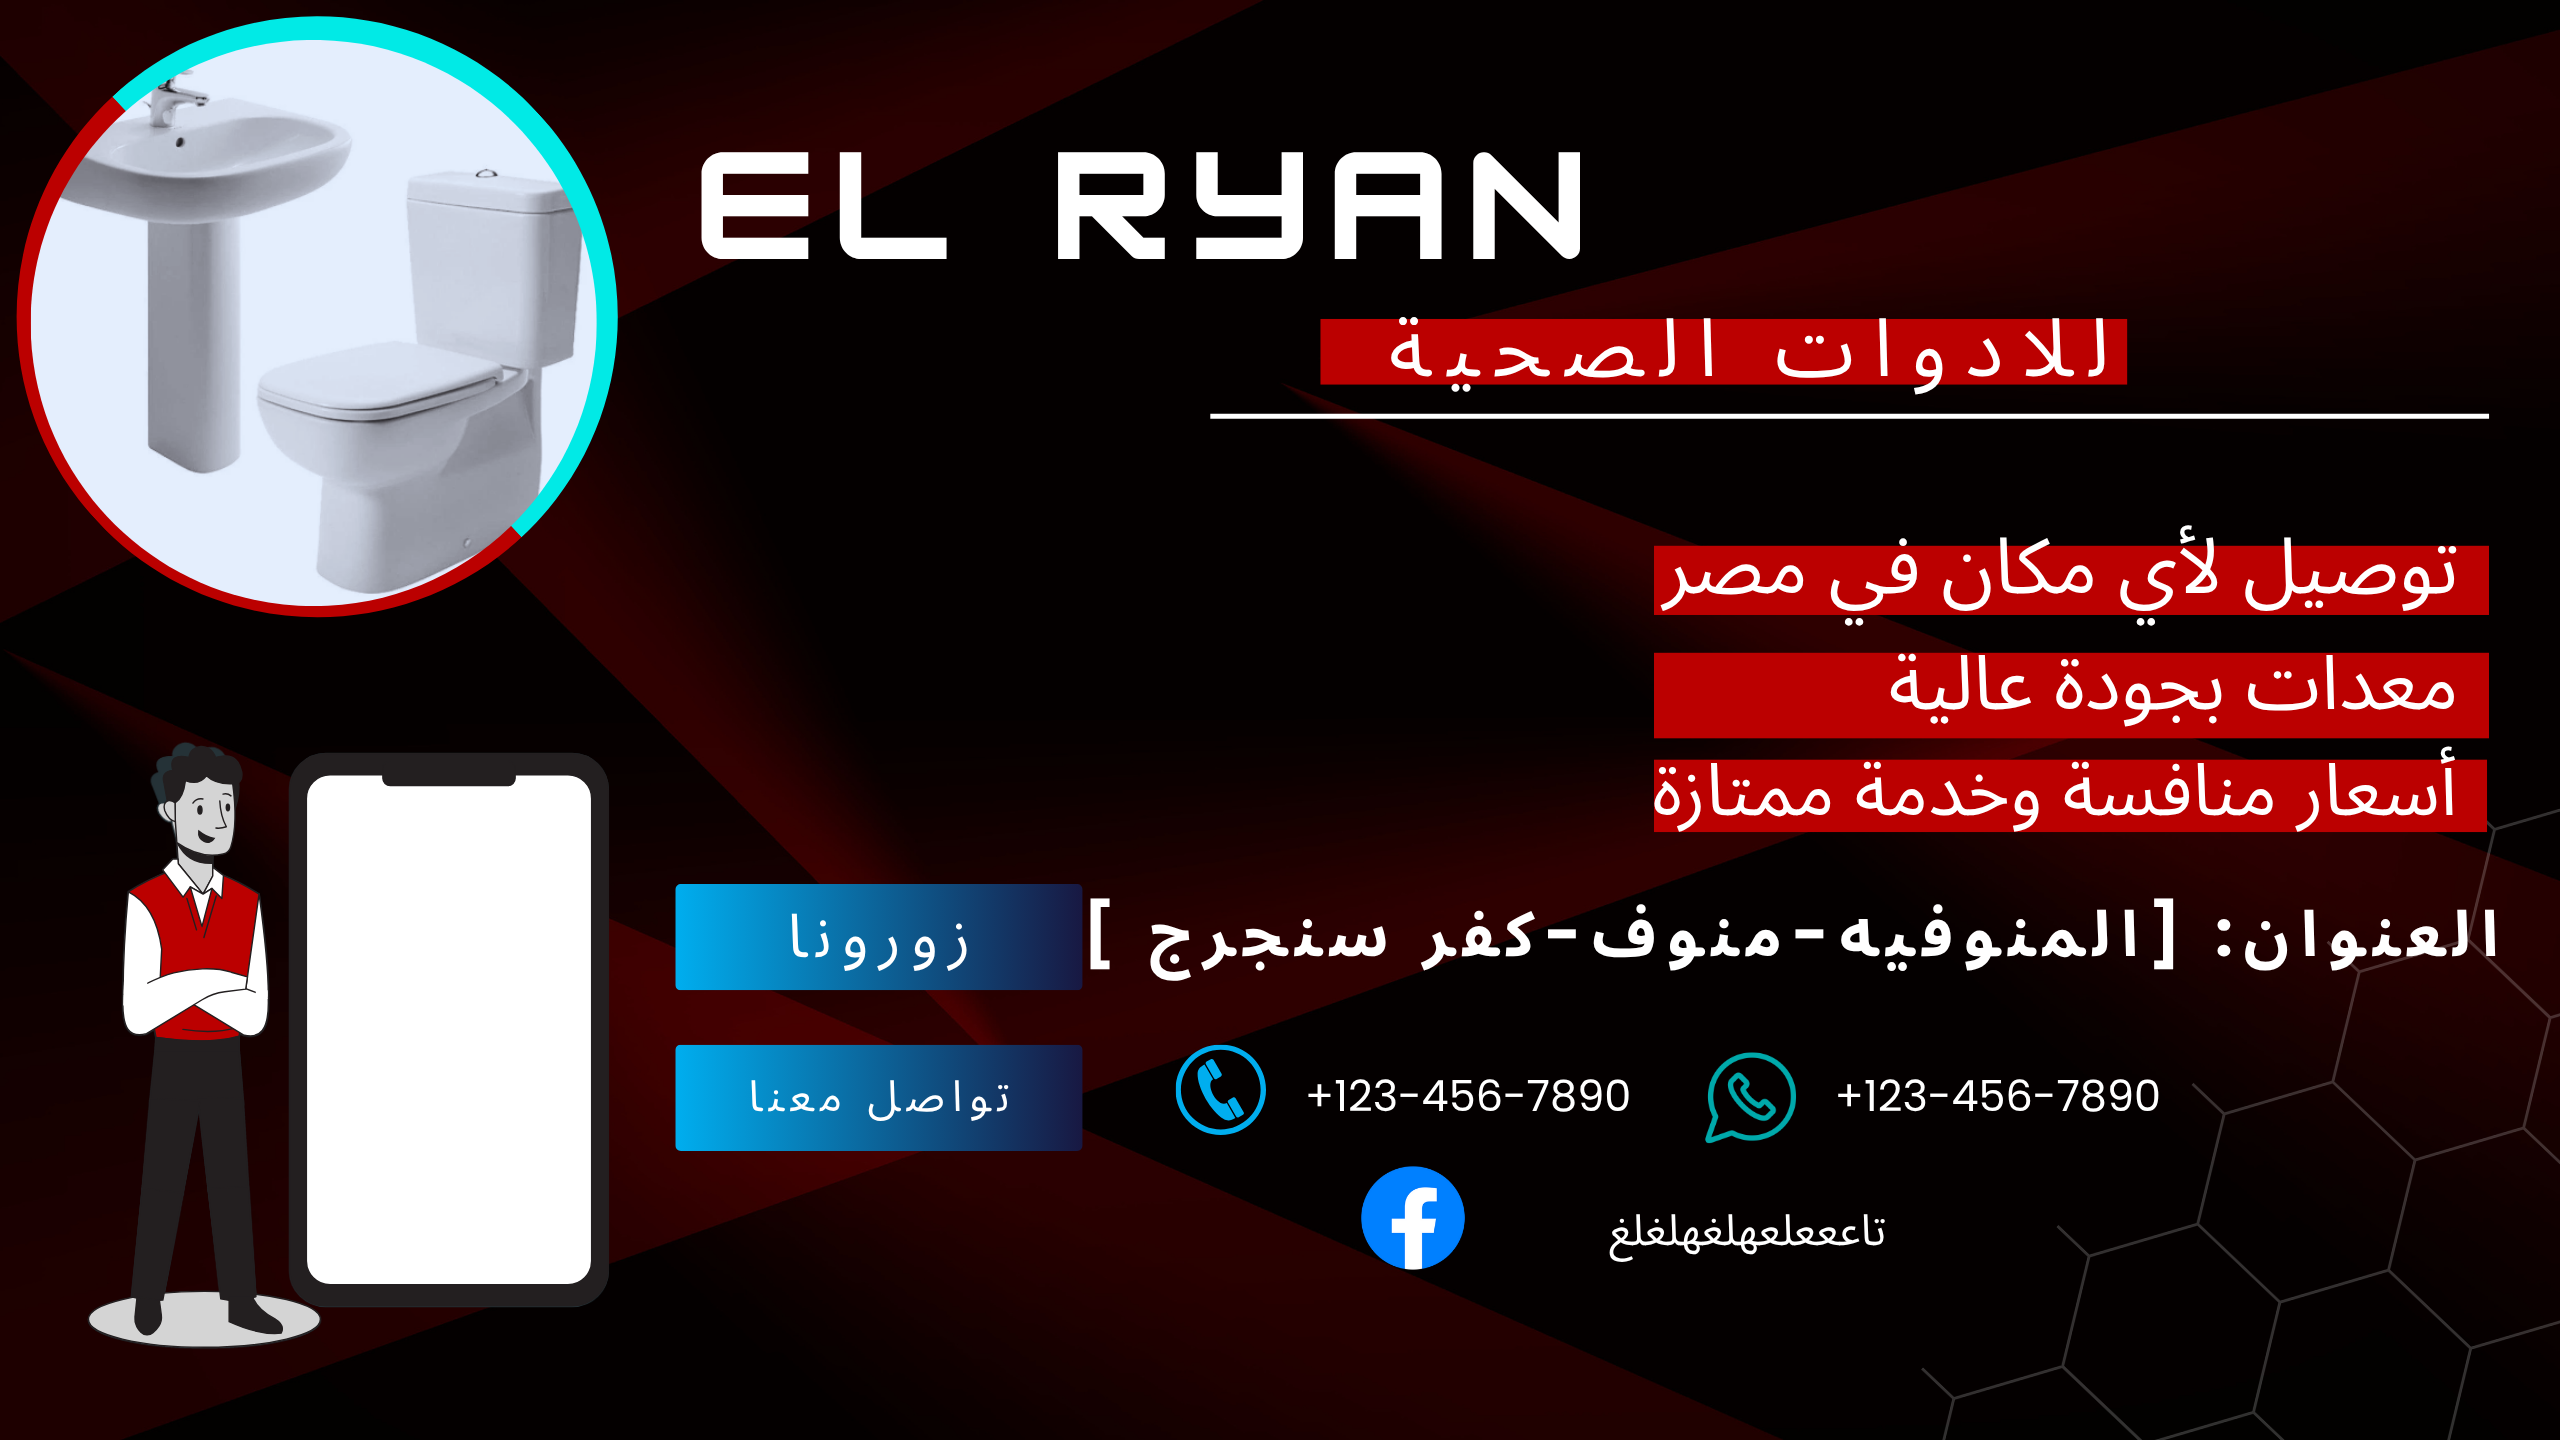 EL RYAN
للادوات الصحية
توصيل لأي مكان في مصر
معدات بجودة عالية
أسعار منافسة وخدمة ممتازة
العنوان: [المنوفيه-منوف-كفر سنجرج ]
زورونا
تواصل معنا
+123-456-7890
+123-456-7890
تاعععلعهلغهلغلغ